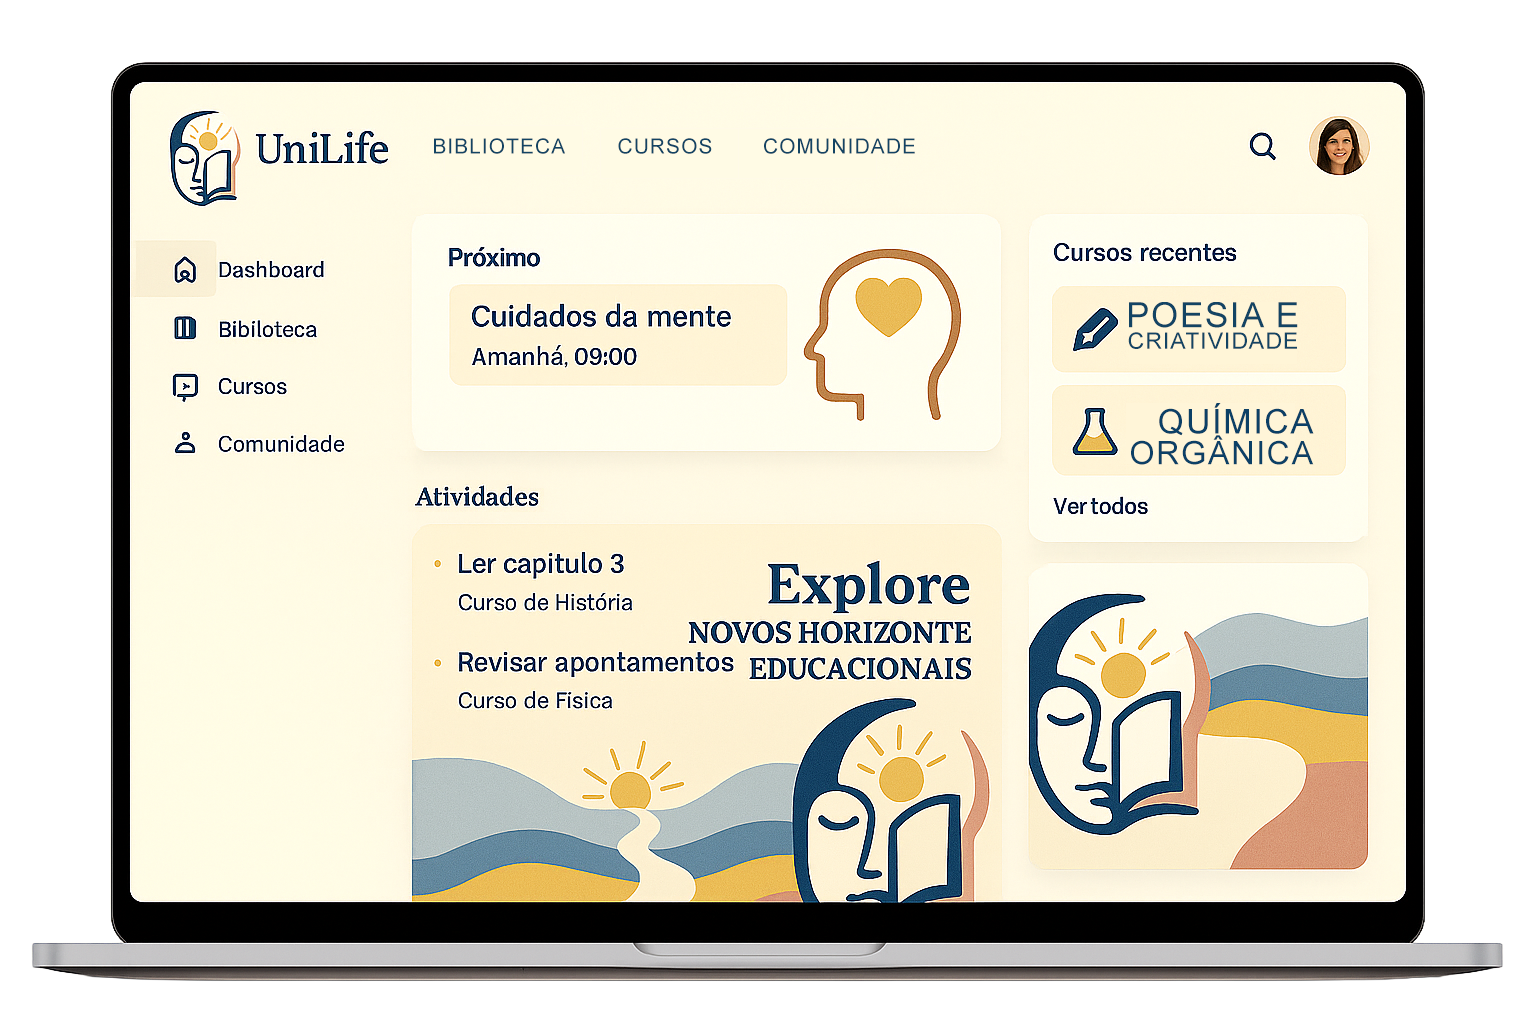 UniLife
BIBLIOTECA
CURSOS
COMUNIDADE
Dashboard
Bibiloteca
Cursos
Comunidade
Próximo
Cuidados da mente
Amanhá, 09:00
Atividades
Ler capitulo 3
Curso de História
Revisar apontamentos
Curso de Fisica
Explore
NOVOS HORIZONTE
EDUCACIONAIS
Cursos recentes
POESIA E
CRIATIVIDADE
QUÍMICA
ORGÂNICA
Ver todos